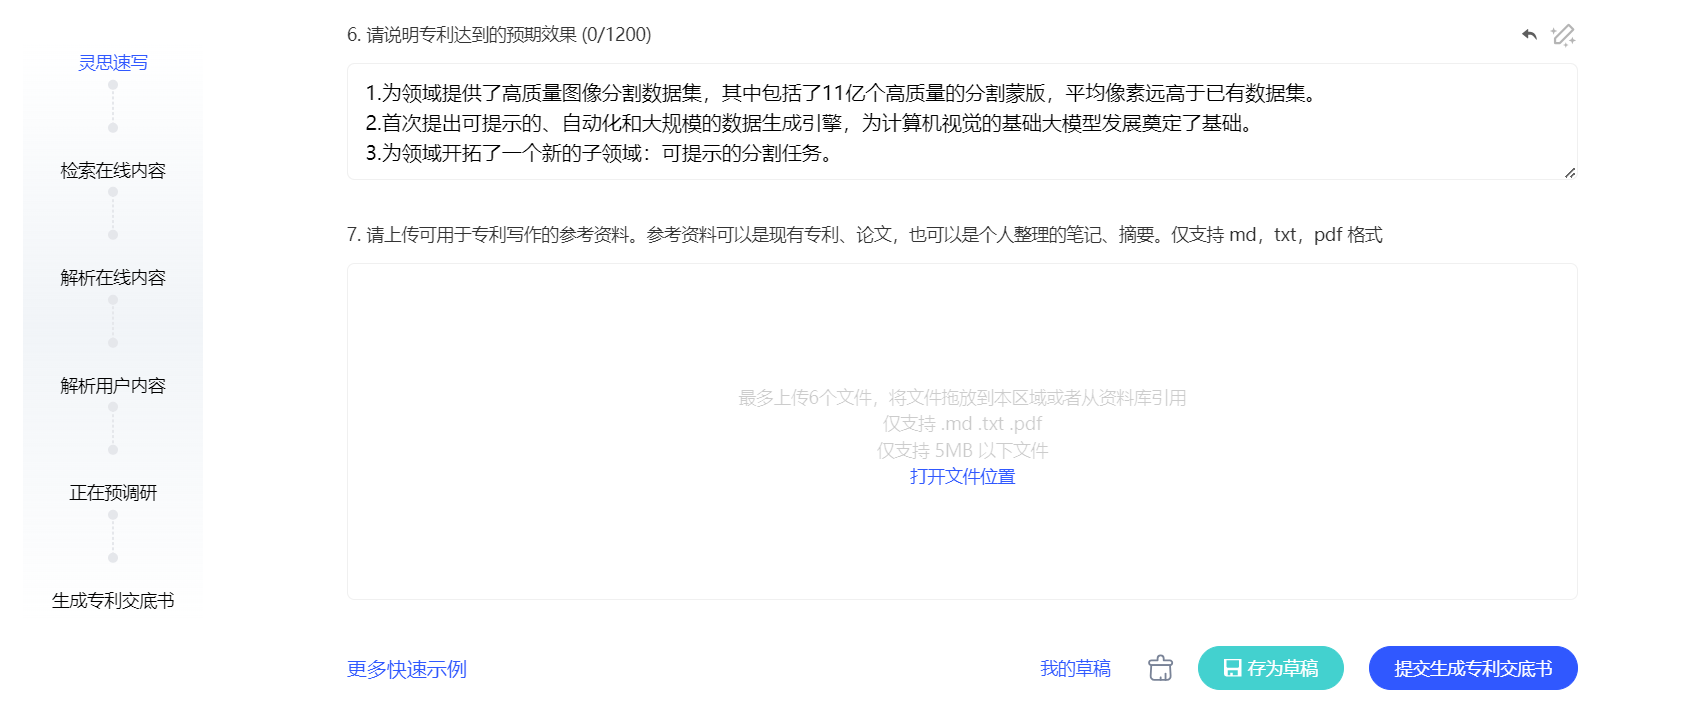 灵思速写
检索在线内容
解析在线内容
解析用户内容
正在预调研
生成专利交底书
6. 请说明专利达到的预期效果 (0/1200)
1.为领域提供了高质量图像分割数据集，其中包括了11亿个高质量的分割蒙版，平均像素远高于已有数据集。
2.首次提出可提示的、自动化和大规模的数据生成引擎，为计算机视觉的基础大模型发展奠定了基础。
3.为领域开拓了一个新的子领域：可提示的分割任务。
7. 请上传可用于专利写作的参考资料。参考资料可以是现有专利、论文，也可以是个人整理的笔记、摘要。仅支持 md，txt，pdf 格式
最多上传6个文件，将文件拖放到本区域或者从资料库引用
仅支持 .md .txt .pdf
仅支持 5MB 以下文件
打开文件位置
更多快速示例
我的草稿
存为草稿
提交生成专利交底书